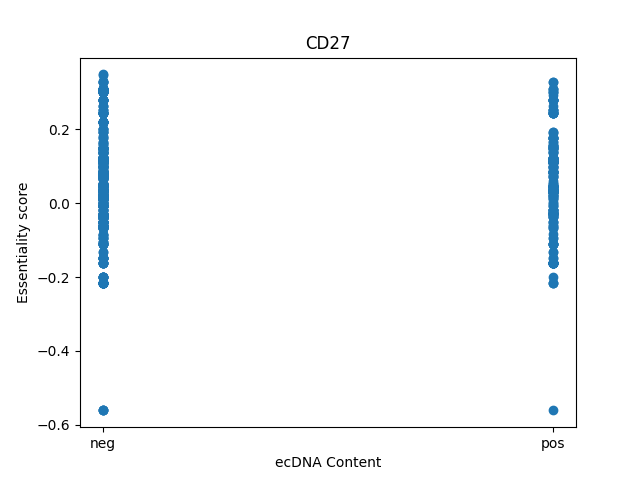 CD27
Essentiality score
0.2
0.0
−0.2
−0.4
−0.6
neg
pos
ecDNA Content